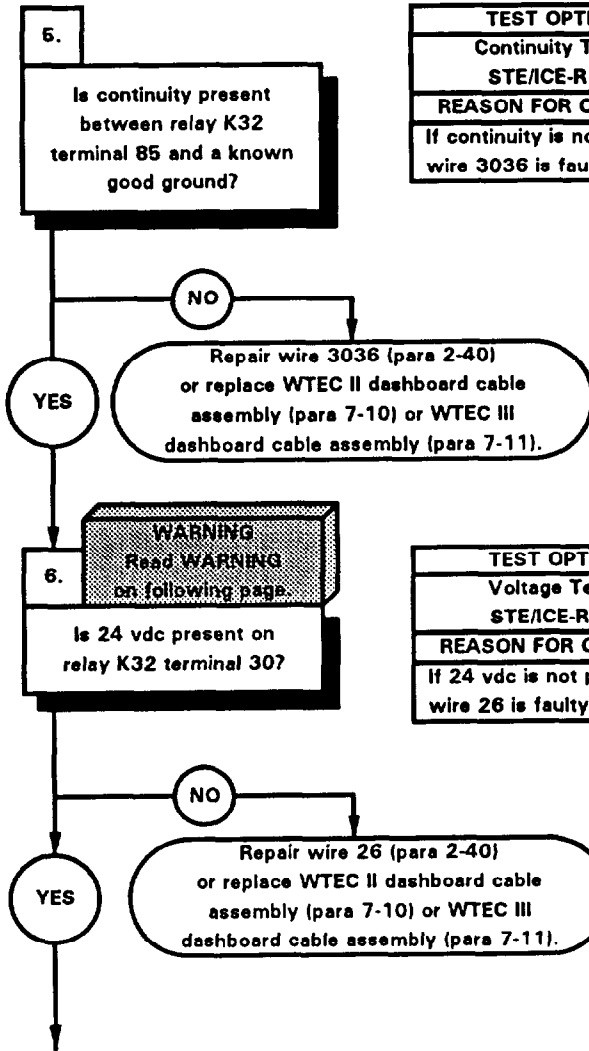 5.
Is continuity present
between relay K32
terminal 85 and a known
good ground?
TEST
Continuity
STE/ICE-R
REASON FOR
If continuity is
wire 3036 is
NO
YES
Repair wire 3036 (para 2-40)
or replace WTEC II dashboard cable
assembly (para 7-10) or WTEC III
dashboard cable assembly (para 7-11).
WARNING
Read WARNING
on following page.
6.
Is 24 vdc present on
relay K32 terminal 30?
TEST
Voltage
STE/ICE-R
REASON FOR
If 24 vdc is not
wire 26 is faulty
NO
YES
Repair wire 26 (para 2-40)
or replace WTEC II dashboard cable
assembly (para 7-10) or WTEC III
dashboard cable assembly (para 7-11).